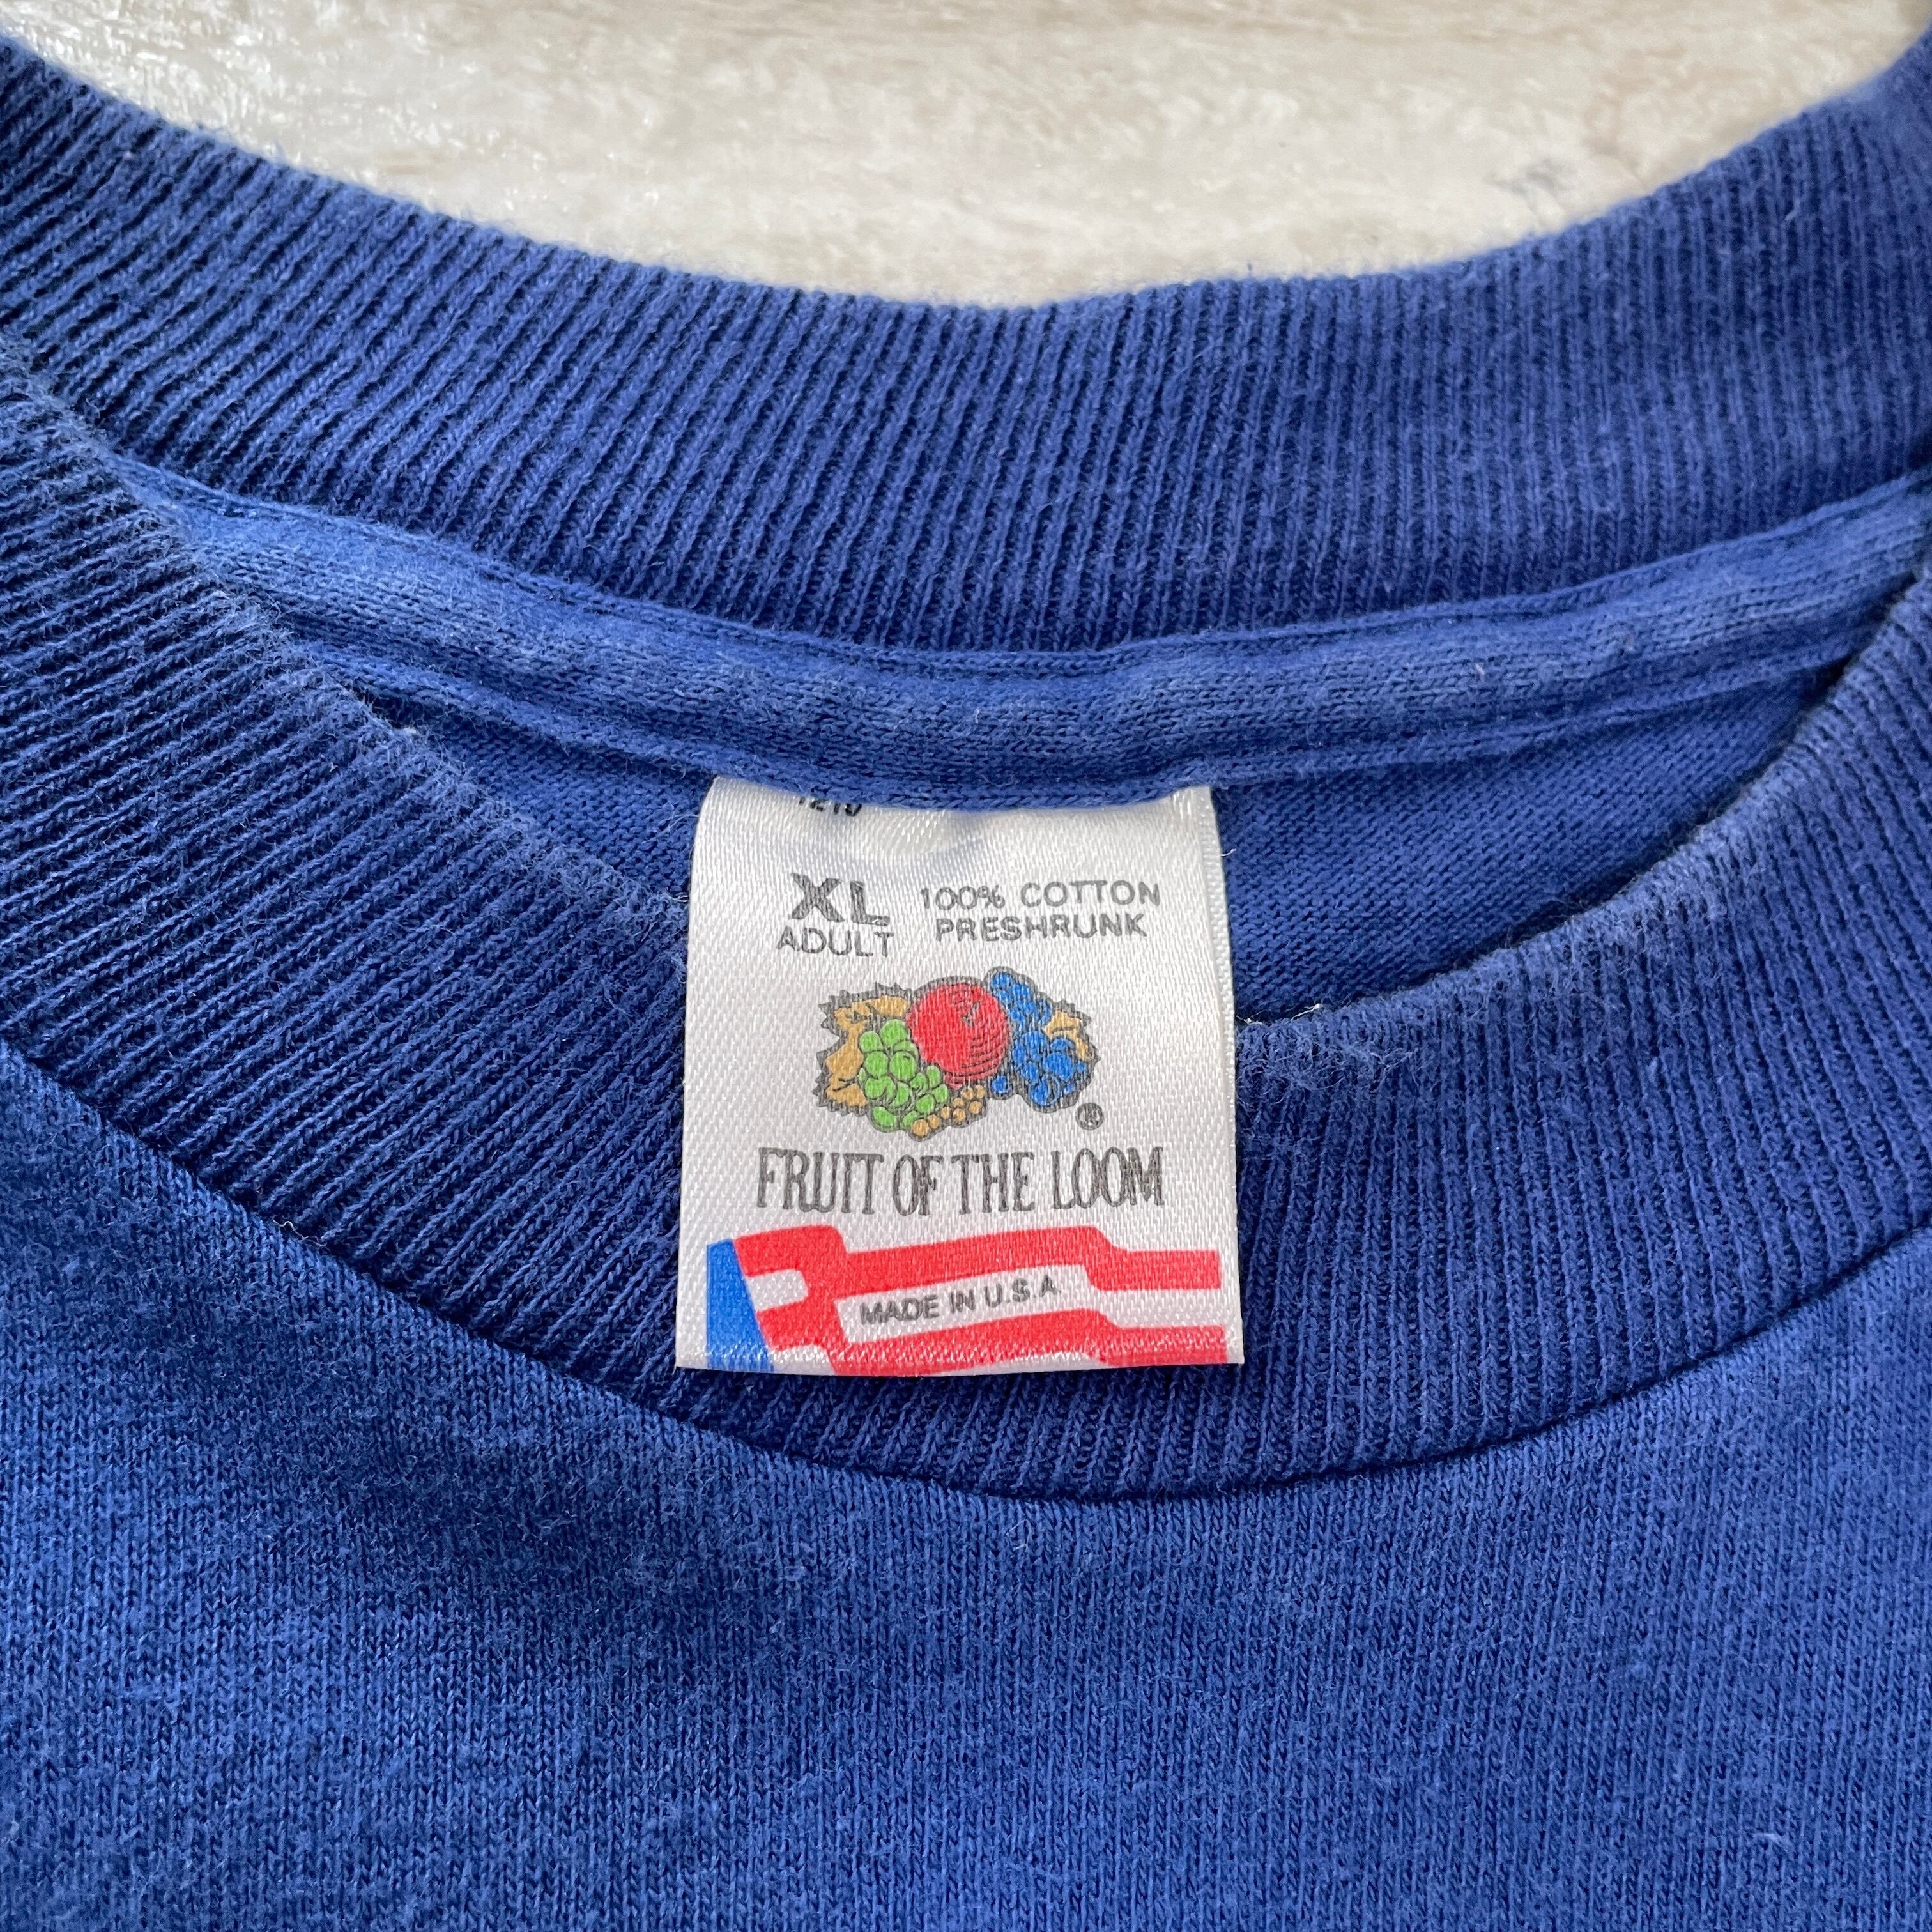 XL 100% COTTON
ADULT PRESHRUNK
®
FRUIT OF THE LOOM
MADE IN U.S.A.